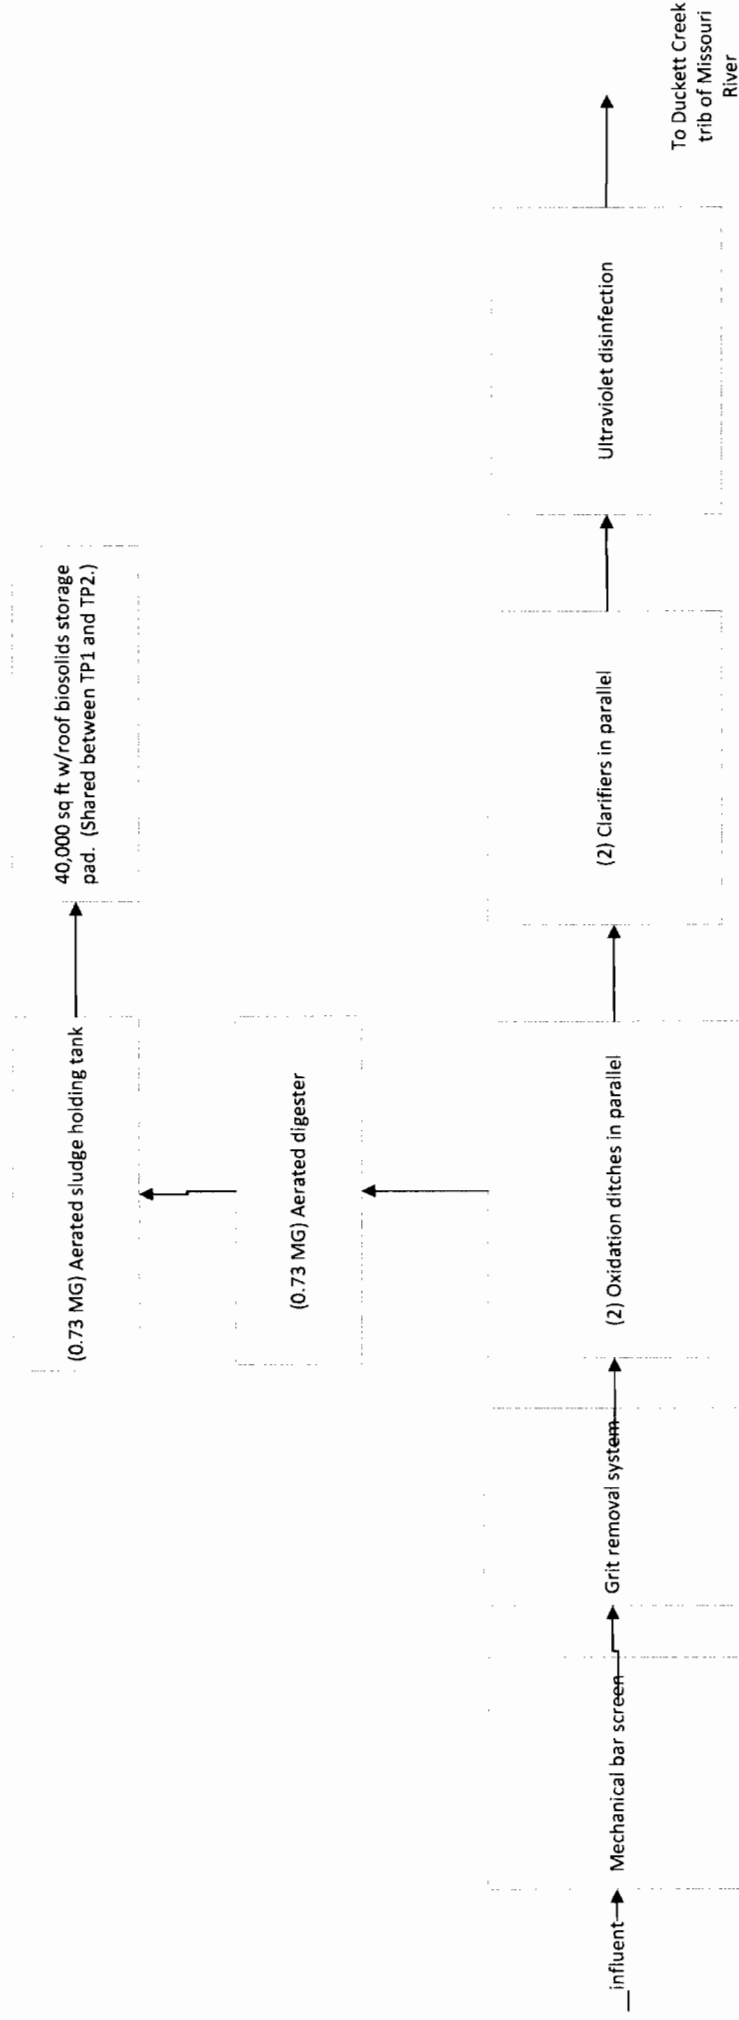 influent
Mechanical bar screen
Grit removal system
(2) Oxidation ditches in parallel
(2) Clarifiers in parallel
Ultraviolet disinfection
To Duckett Creek
trib of Missouri
River
(0.73 MG) Aerated digester
(0.73 MG) Aerated sludge holding tank
40,000 sq ft w/roof biosolids storage
pad. (Shared between TP1 and TP2.)